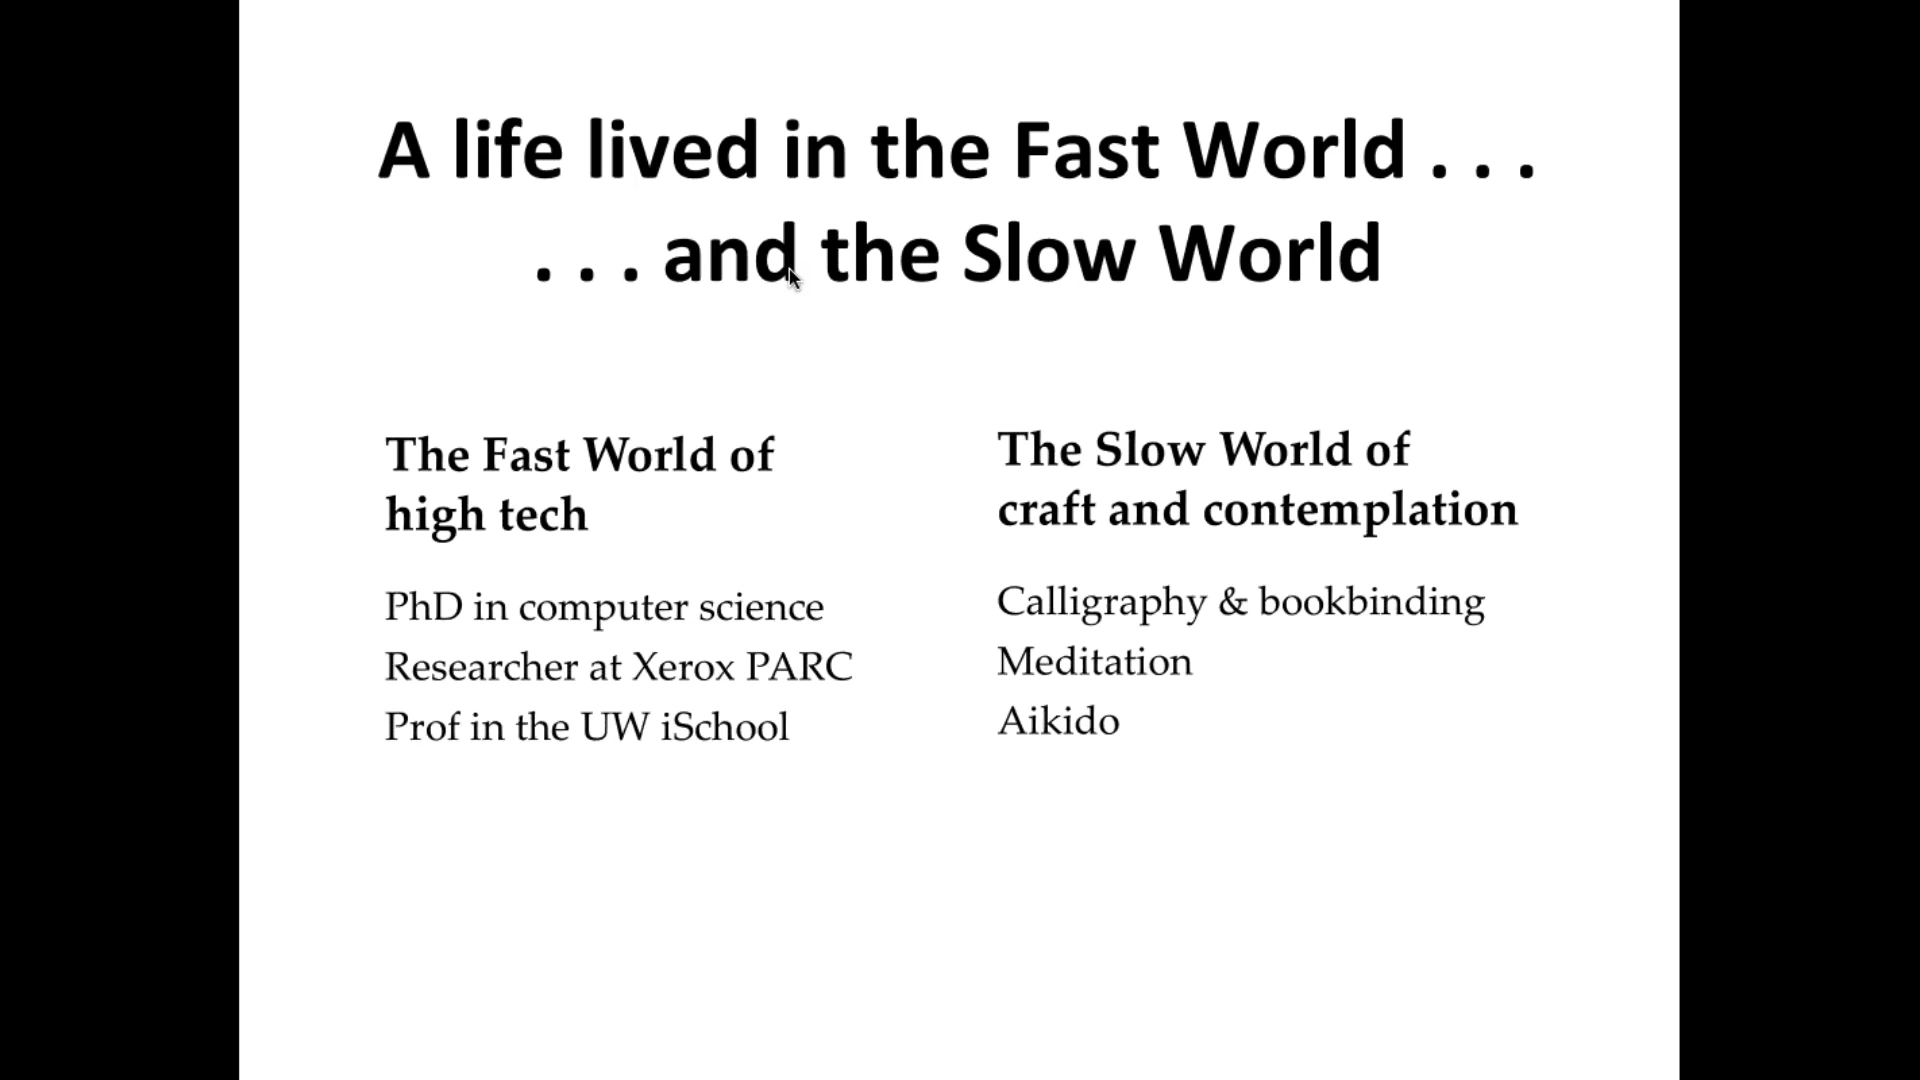 A life lived in the Fast World . . .
. . . and the Slow World
The Fast World of
high tech
PhD in computer science
Researcher at Xerox PARC
Prof in the UW iSchool
The Slow World of
craft and contemplation
Calligraphy & bookbinding
Meditation
Aikido